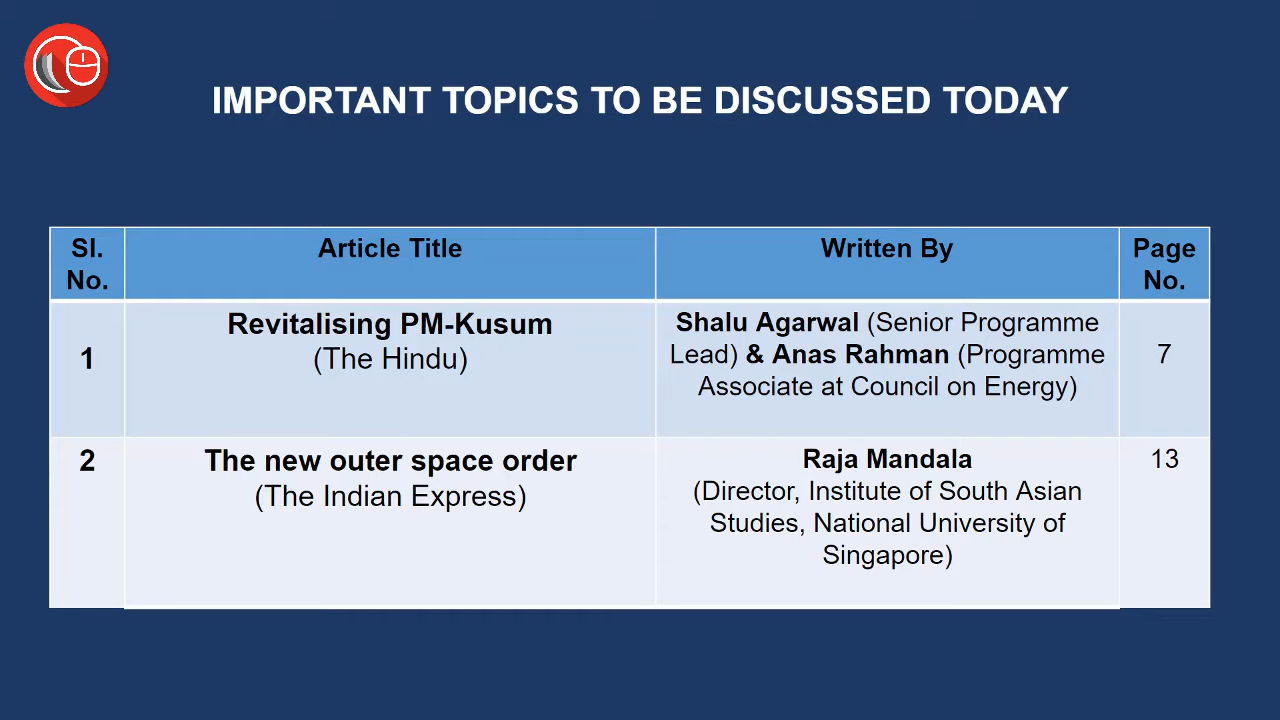 IMPORTANT TOPICS TO BE DISCUSSED TODAY
Sl. No.
Article Title
Written By
Page No.
1
Revitalising PM-Kusum
(The Hindu)
Shalu Agarwal (Senior Programme
Lead) & Anas Rahman (Programme
Associate at Council on Energy)
7
2
The new outer space order
(The Indian Express)
Raja Mandala
(Director, Institute of South Asian
Studies, National University of
Singapore)
13